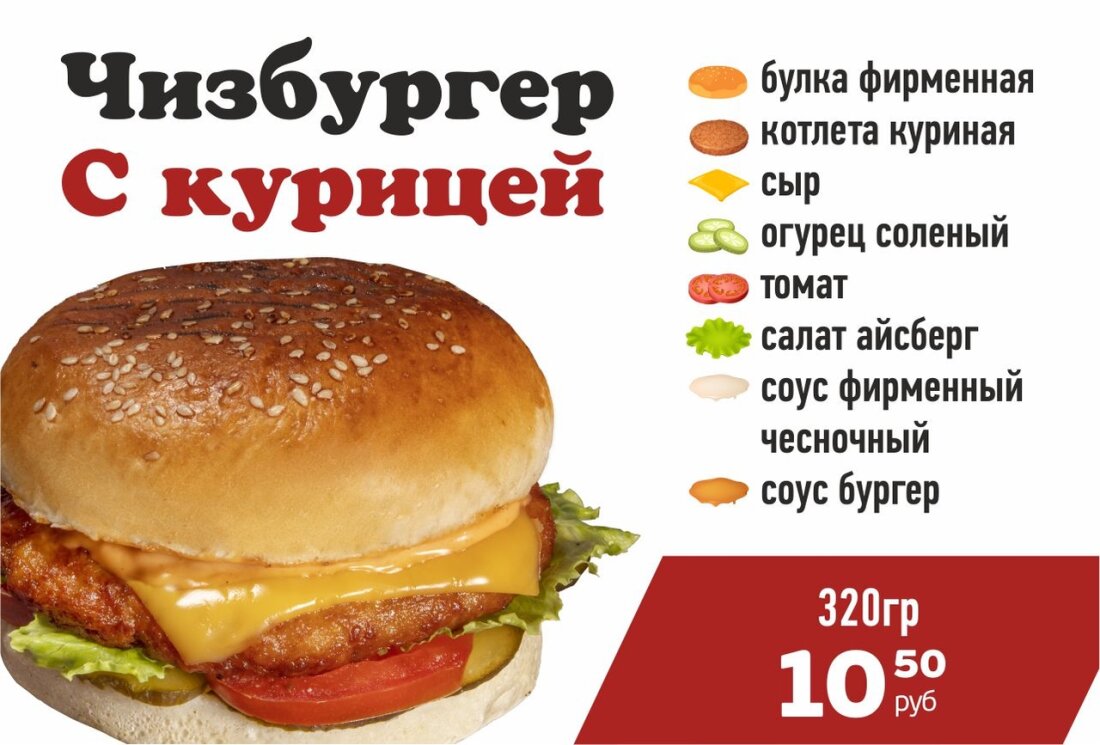 Чизбургер
С курицей
булка фирменная
котлета куриная
сыр
огурец соленый
томат
салат айсберг
соус фирменный
чесночный
соус бургер
320гр
10 50
руб